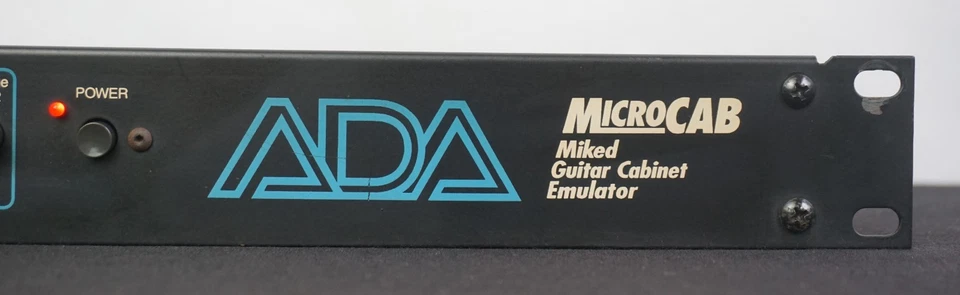 POWER
ADA
MICROCAB
Miked
Guitar Cabinet
Emulator